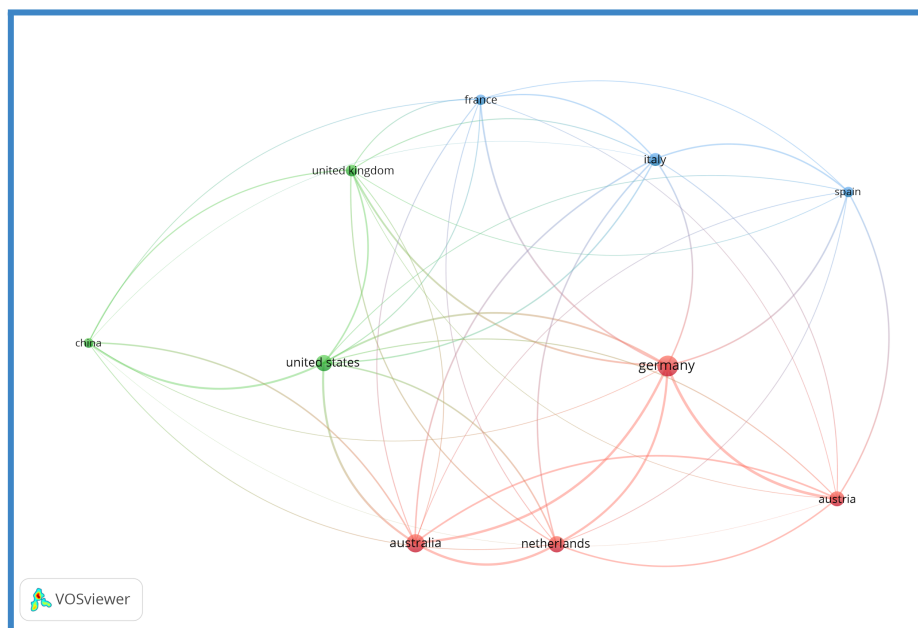 france
italy
united kingdom
spain
china
united states
germany
austria
australia
netherlands
VOSviewer